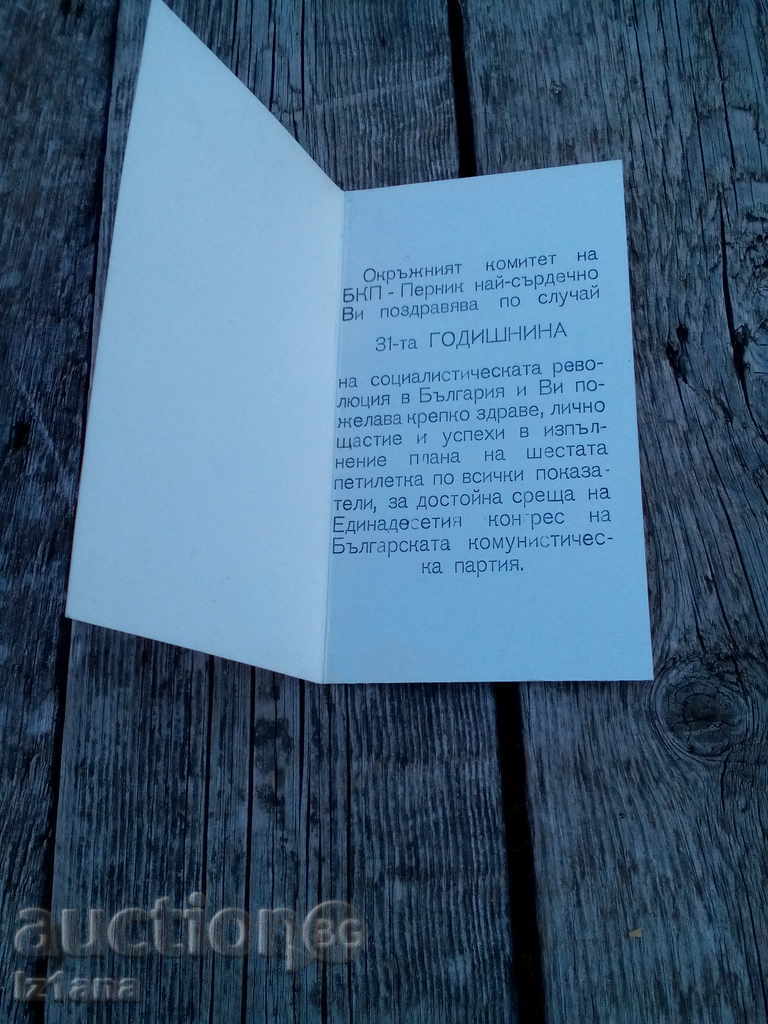 Окръжният комитет на
БКП - Перник най-сърдечно
Ви поздравява по случай
31-та ГОДИШНИНА
на социалистическата рево-
люция в България и Ви по-
желава крепко здраве, лично
щастие и успехи в изпъл-
нение плана на шестата
петилетка по всички показа-
тели, за достойна среща на
Единадесетия конгрес на
Българската комунистичес-
ка партия.
auction BG
Iz1ana